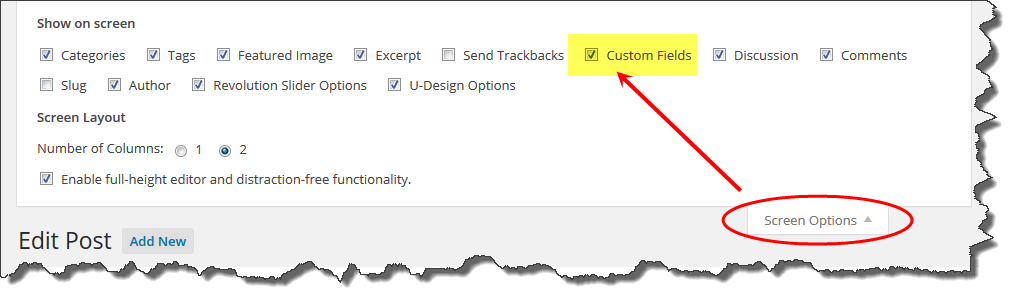 Show on screen
Categories Tags Featured Image Excerpt Send Trackbacks Custom Fields Discussion Comments
Slug Author Revolution Slider Options U-Design Options
Screen Layout
Number of Columns: 1 2
Enable full-height editor and distraction-free functionality.
Screen Options
Edit Post Add New